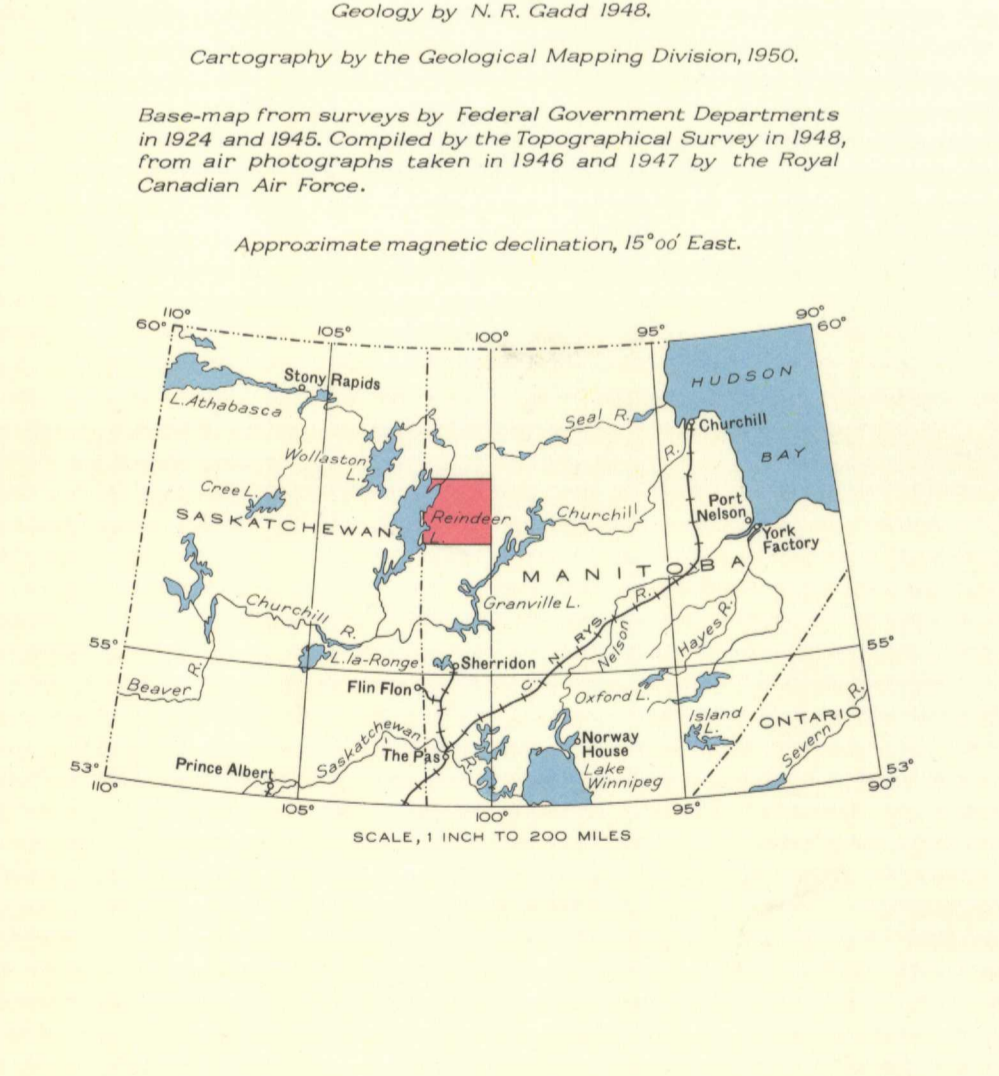 Geology by N. R. Gadd 1948.
Cartography by the Geological Mapping Division, 1950.
Base-map from surveys by Federal Government Departments
in 1924 and 1945. Compiled by the Topographical Survey in 1948,
from air photographs taken in 1946 and 1947 by the Royal
Canadian Air Force.
Approximate magnetic declination, 15°00′ East.
110°
60°
105°
100°
95°
90°
60°
HUDSON
BAY
Stony Rapids
L. Athabasca
Seal R.
Churchill
Wollaston
L.
R.
Cree L.
Port
Nelson
SASKATCHEWAN
Reindeer
L.
Churchill
York
Factory
MANITOBA
Granville L.
Churchill
R.
R.
Nelson
Hayes R.
C. N. RYS.
55°
55°
L. la-Ronge
Sherridon
R.
Beaver
Flin Flon
Oxford L.
Island
L.
ONTARIO
R.
Severn
Saskatchewan
R.
The Pas
Norway
House
Lake
Winnipeg
Prince Albert
53°
110°
105°
100°
95°
53°
90°
SCALE, 1 INCH TO 200 MILES